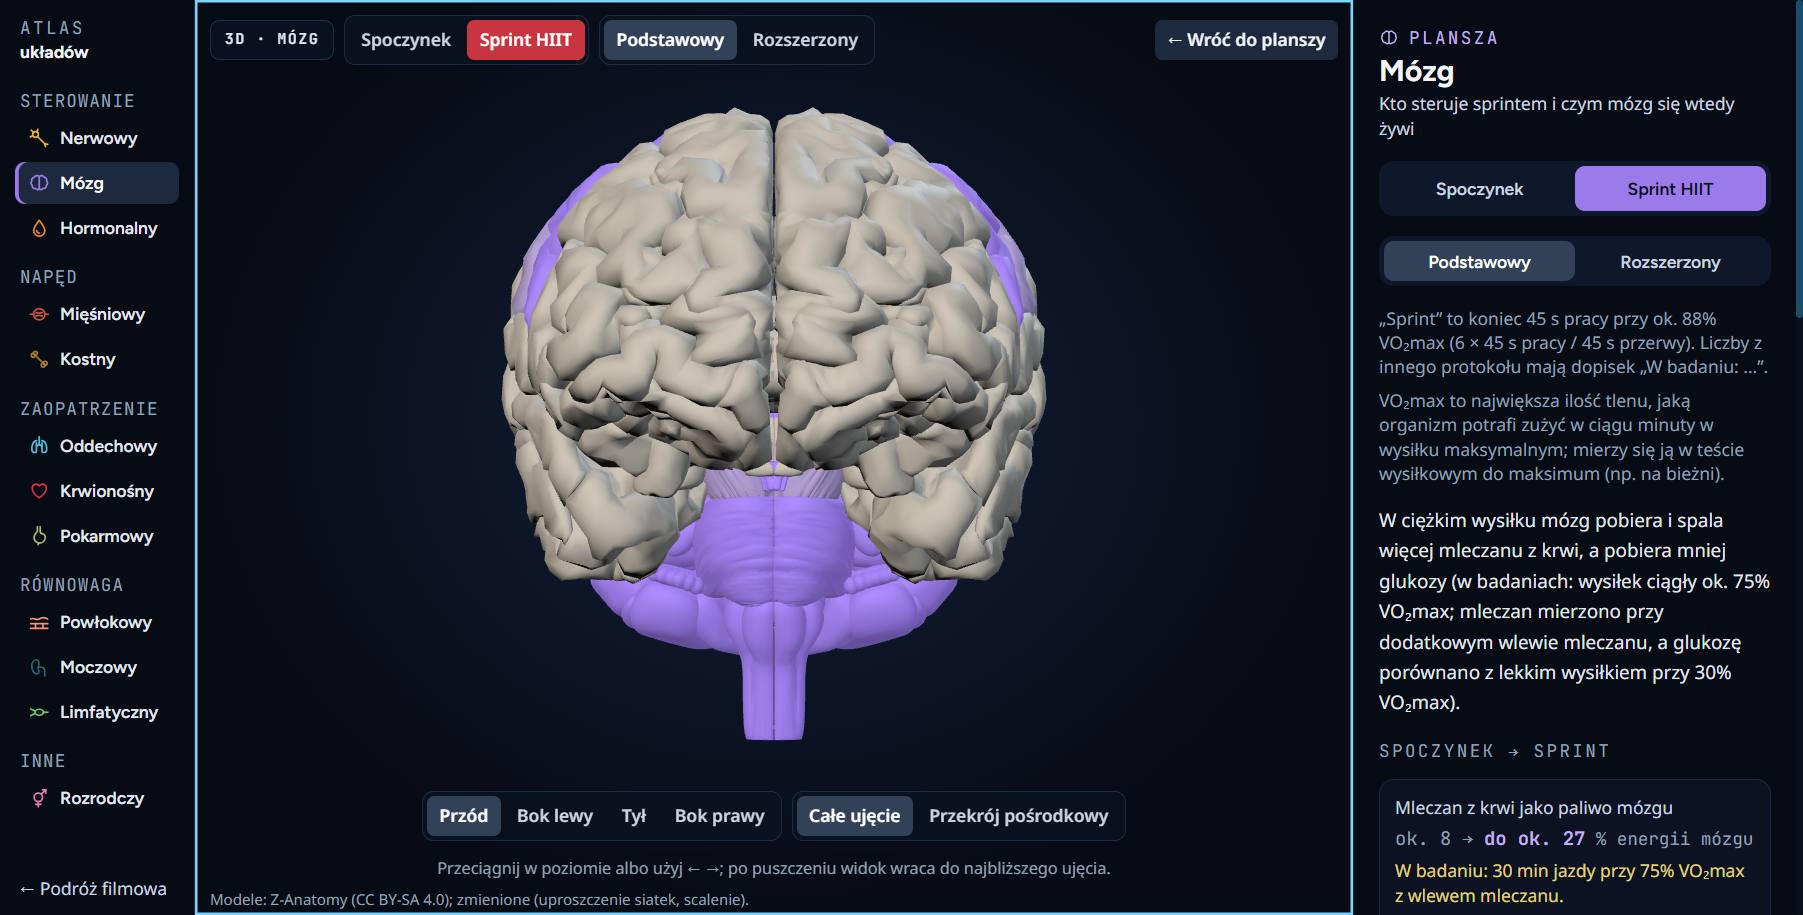 ATLAS
układów
STEROWANIE
Nerwowy
Mózg
Hormonalny
NAPĘD
Mięśniowy
Kostny
ZAOPATRZENIE
Oddechowy
Krwionośny
Pokarmowy
RÓWNOWAGA
Powłokowy
Moczowy
Limfatyczny
INNE
Rozrodczy
← Podróż filmowa
3D · MÓZG
Spoczynek Sprint HIIT
Podstawowy Rozszerzony
← Wróć do planszy
Przód Bok lewy Tył Bok prawy
Całe ujęcie Przekrój pośrodkowy
Przeciągnij w poziomie albo użyj ← →; po puszczeniu widok wraca do najbliższego ujęcia.
Modele: Z-Anatomy (CC BY-SA 4.0); zmienione (uproszczenie siatek, scalenie).
PLANSZA
Mózg
Kto steruje sprintem i czym mózg się wtedy
żywi
Spoczynek Sprint HIIT
Podstawowy Rozszerzony
„Sprint” to koniec 45 s pracy przy ok. 88%
VO₂max (6 × 45 s pracy / 45 s przerwy). Liczby z
innego protokołu mają dopisek „W badaniu: …”.
VO₂max to największa ilość tlenu, jaką
organizm potrafi zużyć w ciągu minuty w
wysiłku maksymalnym; mierzy się ją w teście
wysiłkowym do maksimum (np. na bieżni).
W ciężkim wysiłku mózg pobiera i spala
więcej mleczanu z krwi, a pobiera mniej
glukozy (w badaniach: wysiłek ciągły ok. 75%
VO₂max; mleczan mierzono przy
dodatkowym wlewie mleczanu, a glukozę
porównano z lekkim wysiłkiem przy 30%
VO₂max).
SPOCZYNEK → SPRINT
Mleczan z krwi jako paliwo mózgu
ok. 8 → do ok. 27 % energii mózgu
W badaniu: 30 min jazdy przy 75% VO₂max
z wlewem mleczanu.